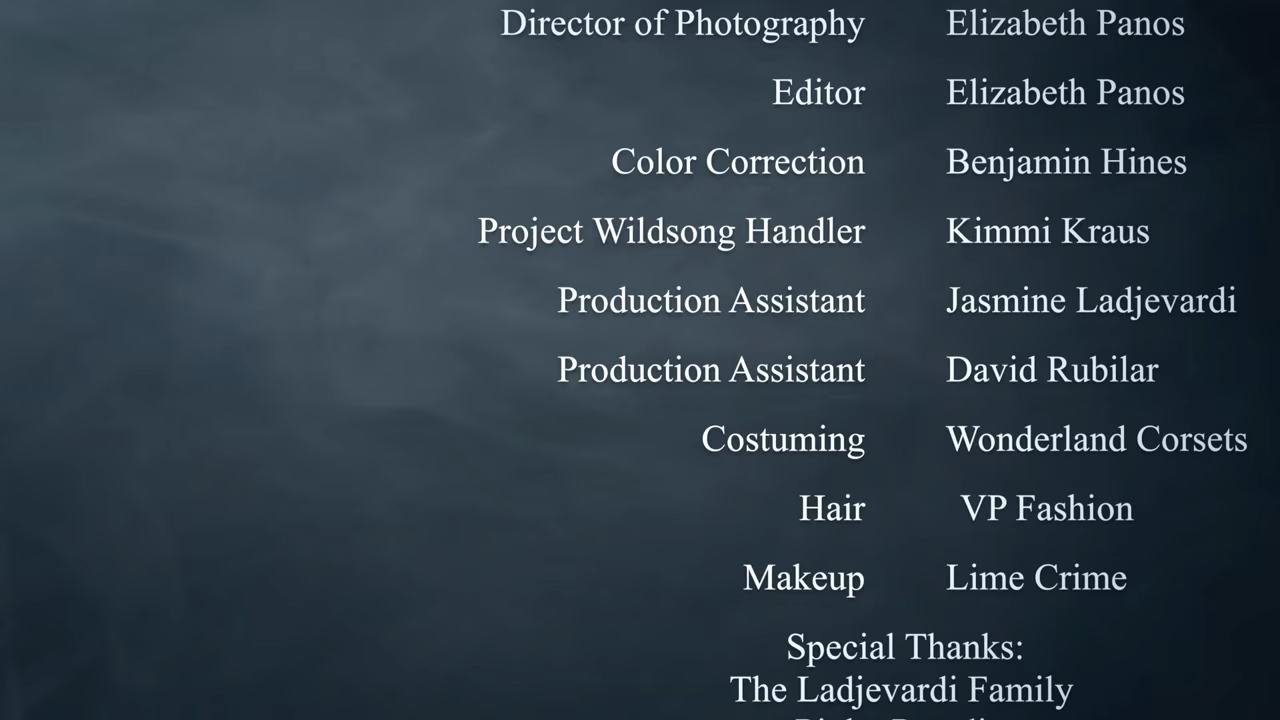 Director of Photography Elizabeth Panos
Editor Elizabeth Panos
Color Correction Benjamin Hines
Project Wildsong Handler Kimmi Kraus
Production Assistant Jasmine Ladjevardi
Production Assistant David Rubilar
Costuming Wonderland Corsets
Hair VP Fashion
Makeup Lime Crime
Special Thanks:
The Ladjevardi Family